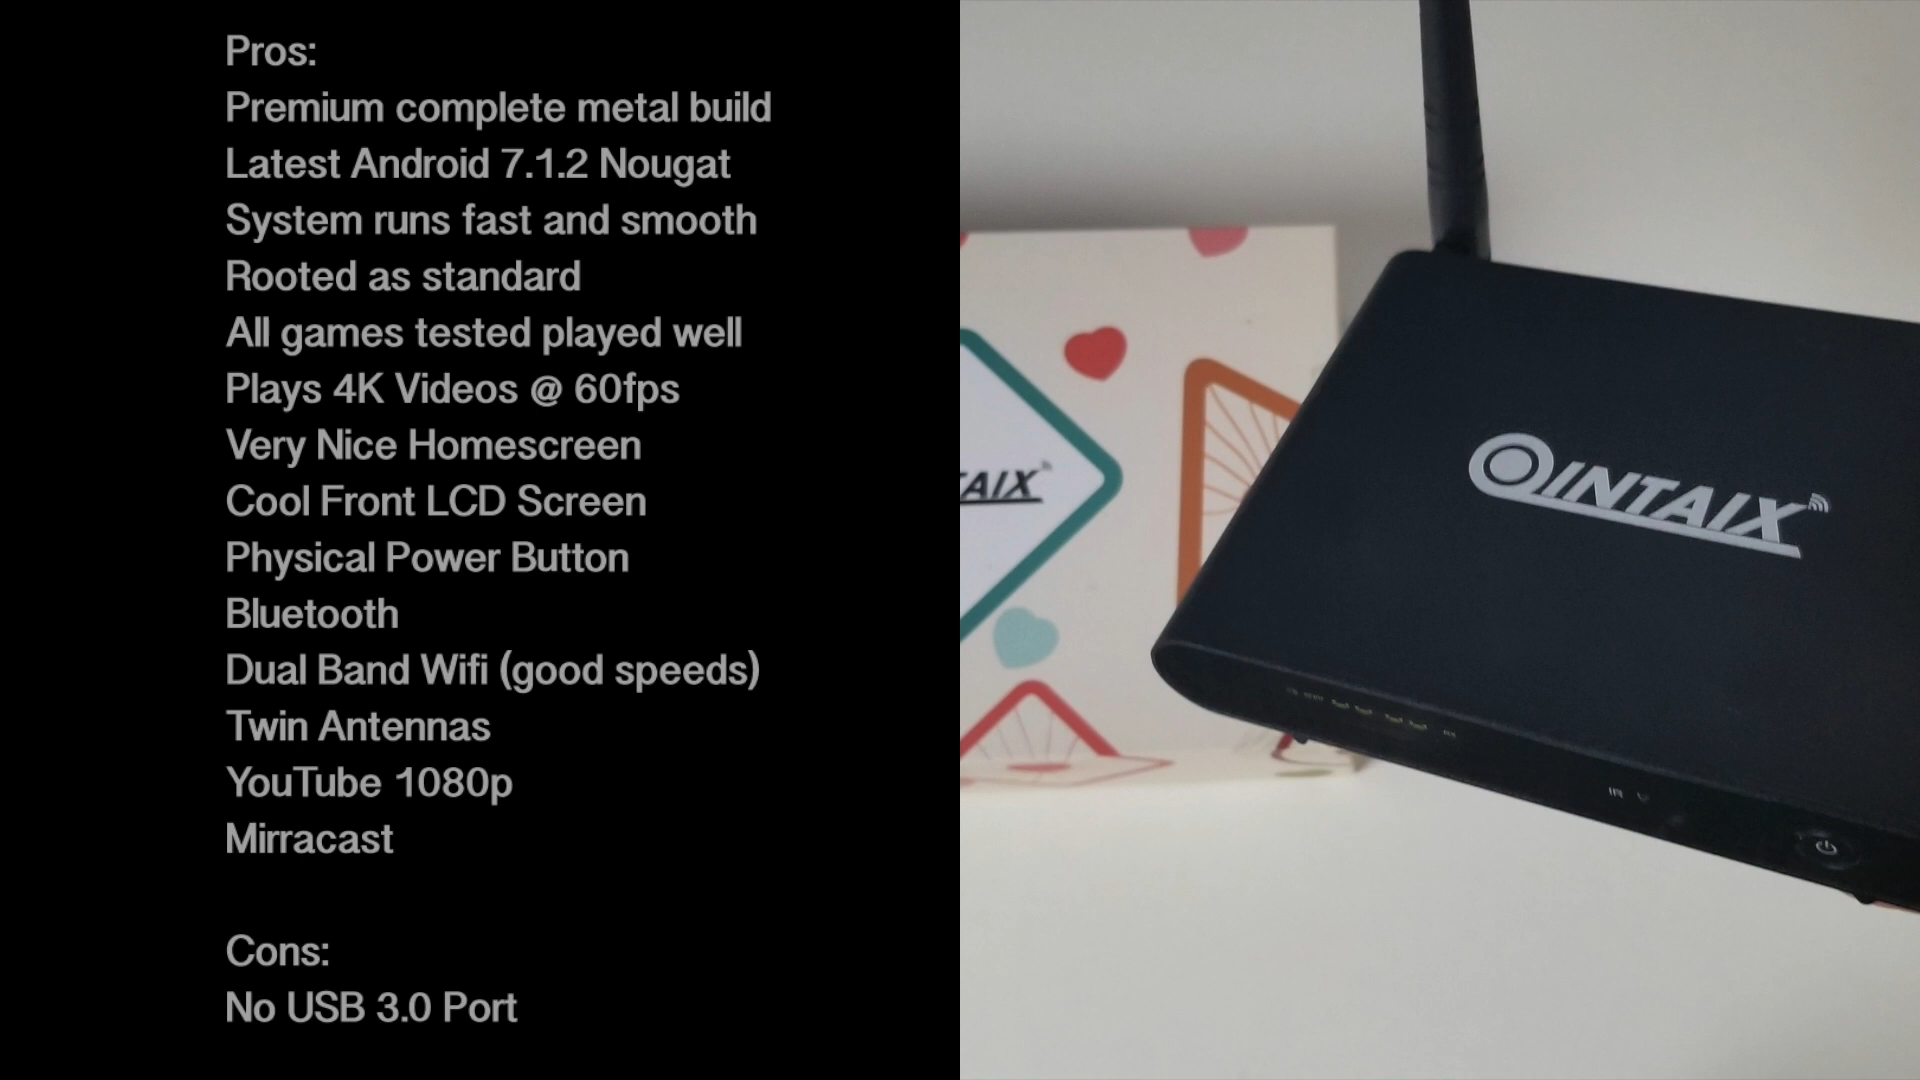 Pros:
Premium complete metal build
Latest Android 7.1.2 Nougat
System runs fast and smooth
Rooted as standard
All games tested played well
Plays 4K Videos @ 60fps
Very Nice Homescreen
Cool Front LCD Screen
Physical Power Button
Bluetooth
Dual Band Wifi (good speeds)
Twin Antennas
YouTube 1080p
Mirracast
Cons:
No USB 3.0 Port
TAIX
QINTAIX
IR